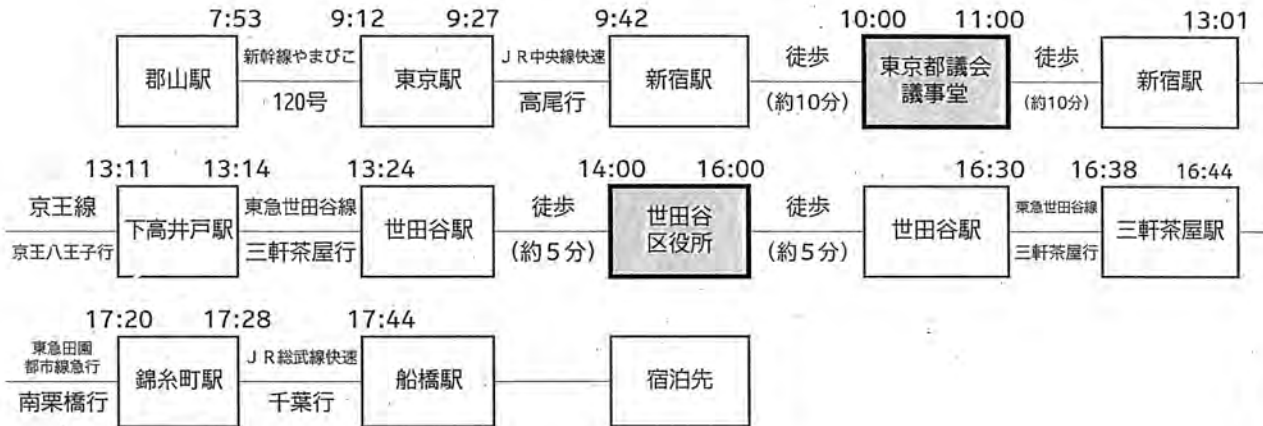 7:53 9:12 9:27 9:42 10:00 11:00 13:01
郡山駅 新幹線やまびこ 120号 東京駅 JR中央線快速 高尾行 新宿駅 徒歩 (約10分) 東京都議会 議事堂 徒歩 (約10分) 新宿駅
13:11 13:14 13:24 14:00 16:00 16:30 16:38 16:44
京王線 京王八王子行 下高井戸駅 東急世田谷線 三軒茶屋行 世田谷駅 徒歩 (約5分) 世田谷 区役所 徒歩 (約5分) 世田谷駅 東急世田谷線 三軒茶屋行 三軒茶屋駅
17:20 17:28 17:44
東急田園 都市線急行 南栗橋行 錦糸町駅 JR総武線快速 千葉行 船橋駅 宿泊先